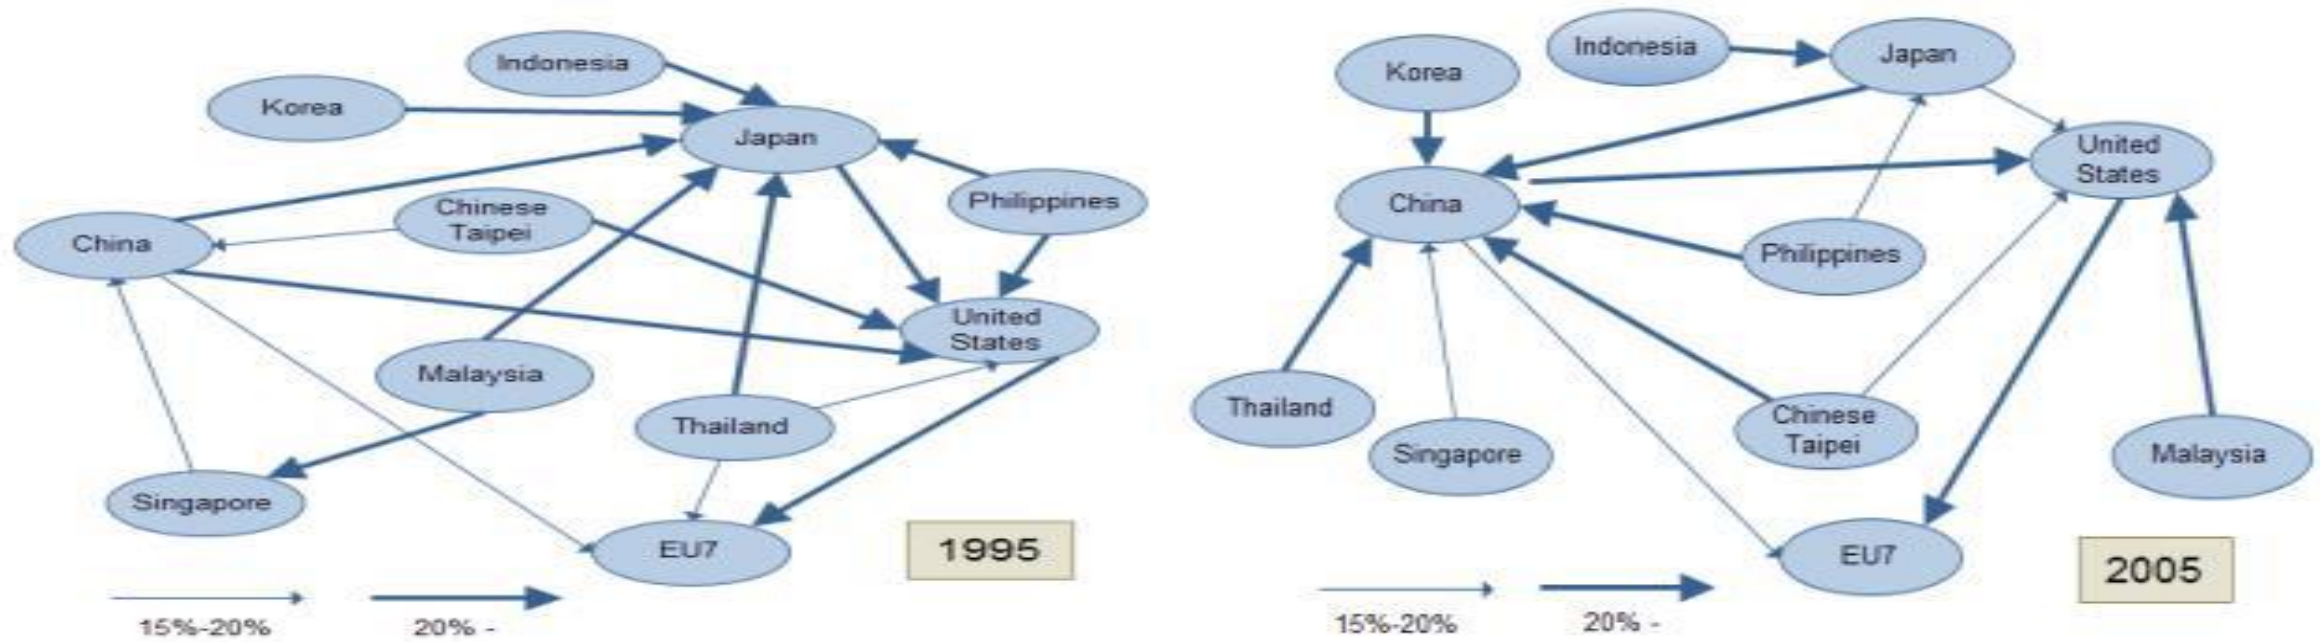 Indonesia
Korea
Japan
Chinese
Taipei
Philippines
China
United
States
Malaysia
Thailand
Singapore
EU7
1995
15%-20%
20% -
Indonesia
Japan
Korea
United
States
China
Philippines
Thailand
Chinese
Taipei
Singapore
Malaysia
EU7
2005
15%-20%
20% -